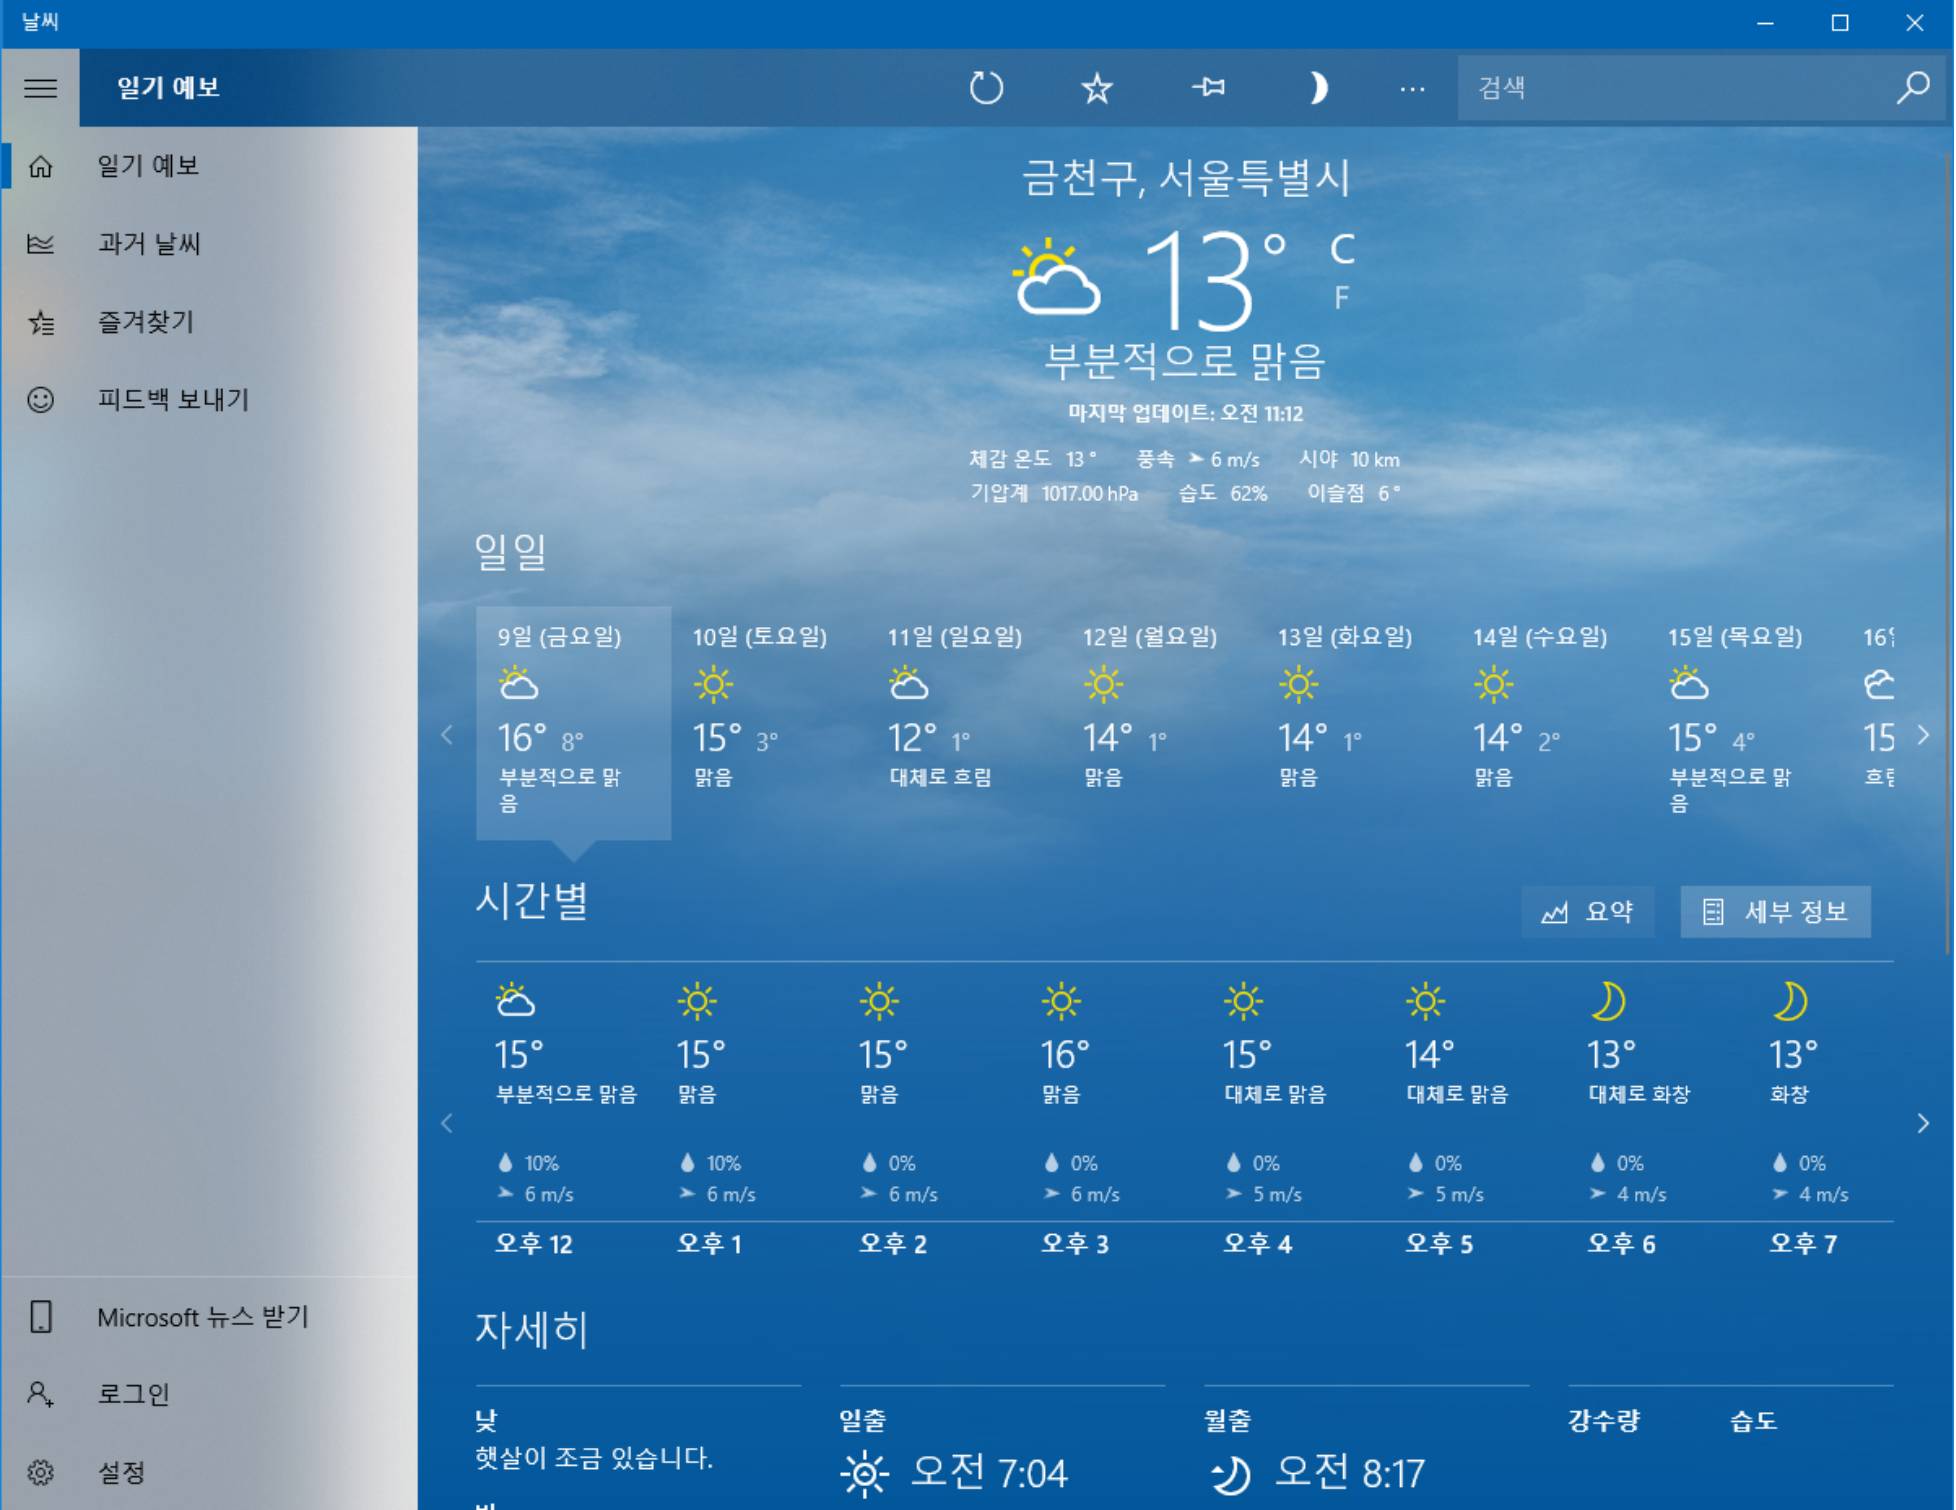 날씨
일기 예보
검색
일기 예보
과거 날씨
즐겨찾기
피드백 보내기
Microsoft 뉴스 받기
로그인
설정
금천구, 서울특별시
13° C
F
부분적으로 맑음
마지막 업데이트: 오전 11:12
체감 온도 13° 풍속 6 m/s 시야 10 km
기압계 1017.00 hPa 습도 62% 이슬점 6°
일일
9일 (금요일) 10일 (토요일) 11일 (일요일) 12일 (월요일) 13일 (화요일) 14일 (수요일) 15일 (목요일) 16일
16° 8° 15° 3° 12° 1° 14° 1° 14° 1° 14° 2° 15° 4° 15
부분적으로 맑 맑음 대체로 흐림 맑음 맑음 맑음 부분적으로 맑
음 음
시간별
요약 세부 정보
15° 15° 15° 16° 15° 14° 13° 13°
부분적으로 맑음 맑음 맑음 맑음 대체로 맑음 대체로 맑음 대체로 화창 화창
10% 10% 0% 0% 0% 0% 0% 0%
6 m/s 6 m/s 6 m/s 6 m/s 5 m/s 5 m/s 4 m/s 4 m/s
오후 12 오후 1 오후 2 오후 3 오후 4 오후 5 오후 6 오후 7
자세히
낮 일출 월출 강수량 습도
햇살이 조금 있습니다.
오전 7:04 오전 8:17